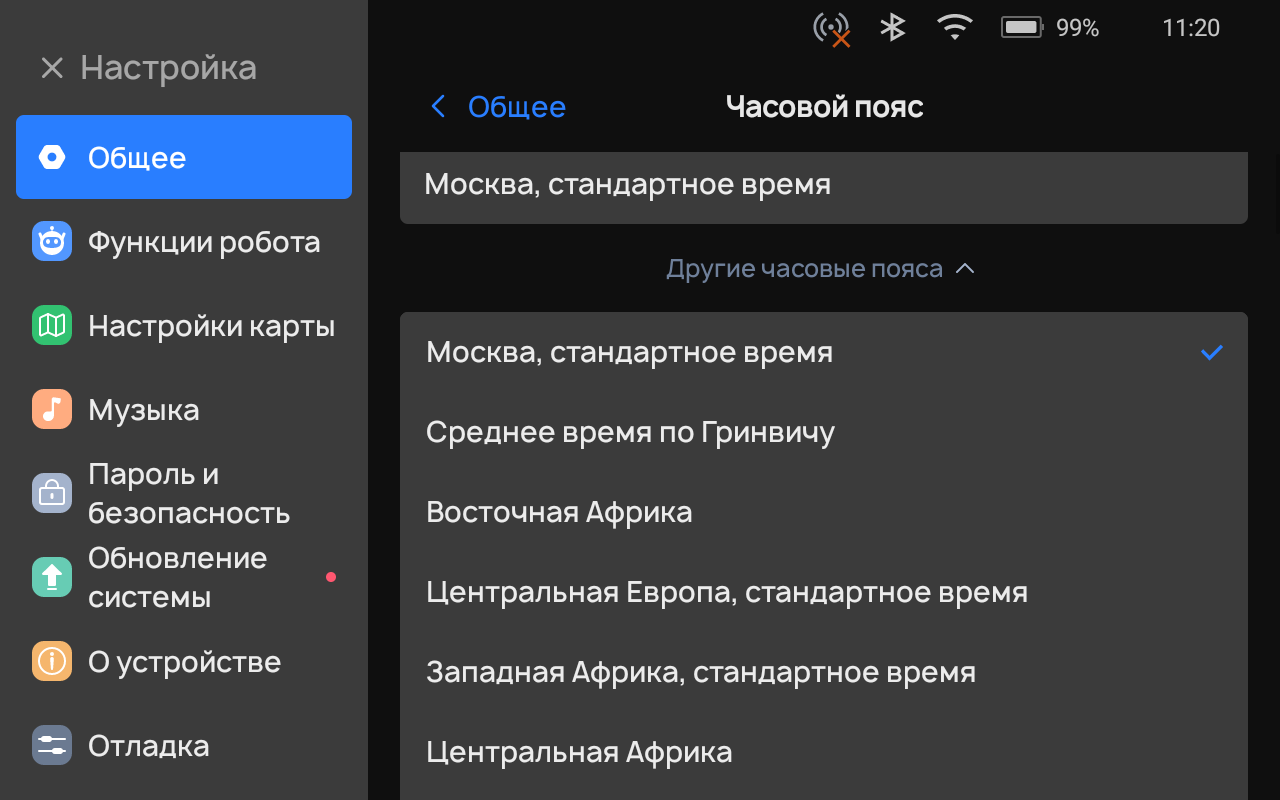 99%
11:20
Настройка
Общее
Функции робота
Настройки карты
Музыка
Пароль и
безопасность
Обновление
системы
О устройстве
Отладка
Общее
Часовой пояс
Москва, стандартное время
Другие часовые пояса
Москва, стандартное время
Среднее время по Гринвичу
Восточная Африка
Центральная Европа, стандартное время
Западная Африка, стандартное время
Центральная Африка